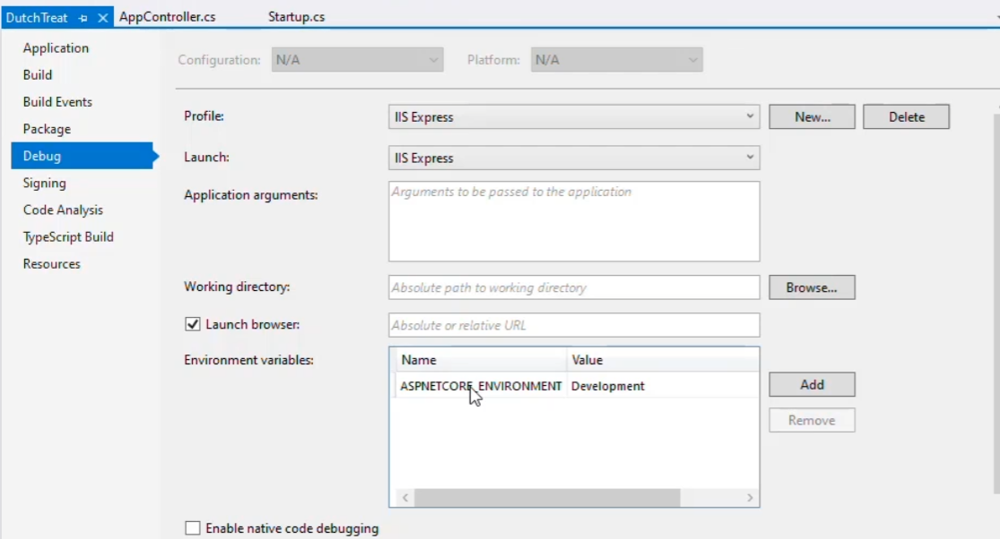 DutchTreat AppController.cs Startup.cs
Application
Build
Build Events
Package
Debug
Signing
Code Analysis
TypeScript Build
Resources
Configuration: N/A Platform: N/A
Profile: IIS Express New... Delete
Launch: IIS Express
Application arguments: Arguments to be passed to the application
Working directory: Absolute path to working directory Browse...
Launch browser: Absolute or relative URL
Environment variables: Name Value
ASPNETCORE_ENVIRONMENT Development
Add
Remove
Enable native code debugging